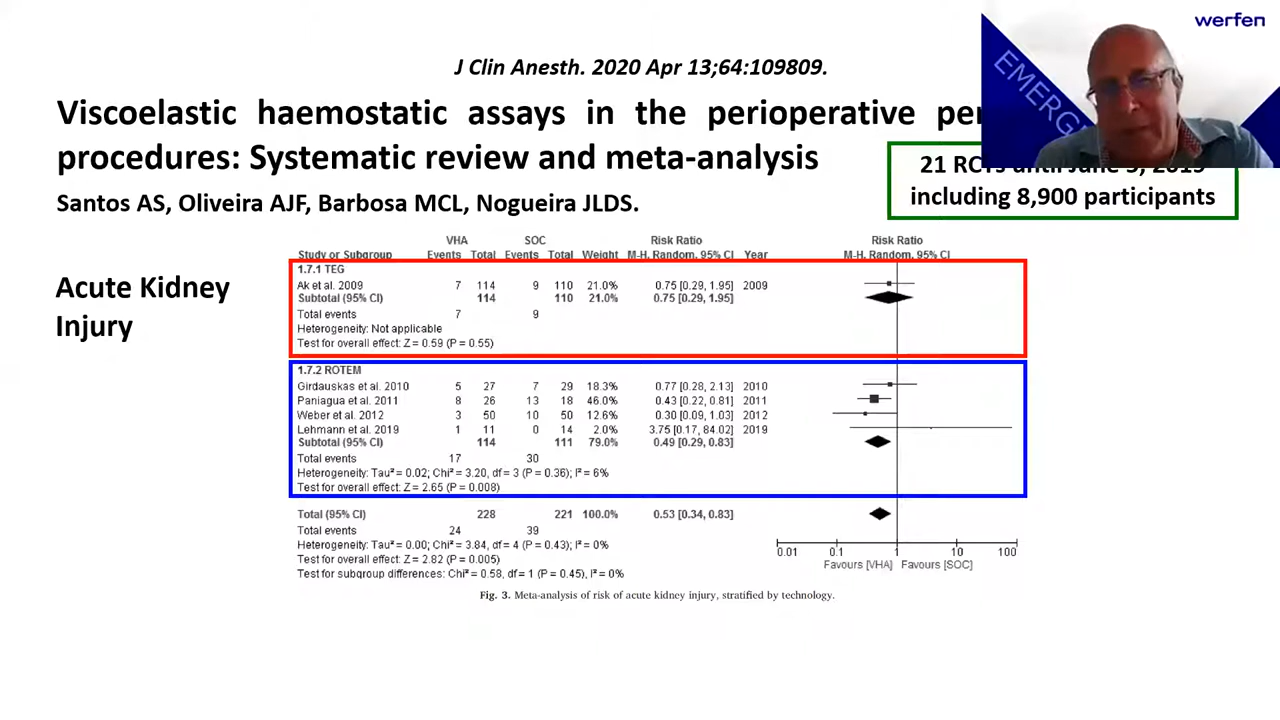 werfen
EMERG
J Clin Anesth. 2020 Apr 13;64:109809.
Viscoelastic haemostatic assays in the perioperative
procedures: Systematic review and meta-analysis
21 RCTs until June
including 8,900 participants
Santos AS, Oliveira AJF, Barbosa MCL, Nogueira JLDS.
Acute Kidney
Injury
VHA SOC Risk Ratio Risk Ratio
Study or Subgroup Events Total Events Total Weight M-H. Random. 95% CI Year M-H. Random. 95% CI
1.7.1 TEG
Ak et al. 2009 7 114 9 110 21.0% 0.75 [0.29, 1.95] 2009
Subtotal (95% CI) 114 110 21.0% 0.75 [0.29, 1.95]
Total events 7 9
Heterogeneity: Not applicable
Test for overall effect: Z = 0.59 (P = 0.55)
1.7.2 ROTEM
Girdauskas et al. 2010 5 27 7 29 18.3% 0.77 [0.28, 2.13] 2010
Paniagua et al. 2011 8 26 13 18 46.0% 0.43 [0.22, 0.81] 2011
Weber et al. 2012 3 50 10 50 12.6% 0.30 [0.09, 1.03] 2012
Lehmann et al. 2019 1 11 0 14 2.0% 3.75 [0.17, 84.02] 2019
Subtotal (95% CI) 114 111 79.0% 0.49 [0.29, 0.83]
Total events 17 30
Heterogeneity: Tau² = 0.02; Chi² = 3.20, df = 3 (P = 0.36); I² = 6%
Test for overall effect: Z = 2.65 (P = 0.008)
Total (95% CI) 228 221 100.0% 0.53 [0.34, 0.83]
Total events 24 39
Heterogeneity: Tau² = 0.00; Chi² = 3.84, df = 4 (P = 0.43); I² = 0%
Test for overall effect: Z = 2.82 (P = 0.005)
Test for subgroup differences: Chi² = 0.58, df = 1 (P = 0.45), I² = 0%
0.01 0.1 1 10 100
Favours [VHA] Favours [SOC]
Fig. 3. Meta-analysis of risk of acute kidney injury, stratified by technology.